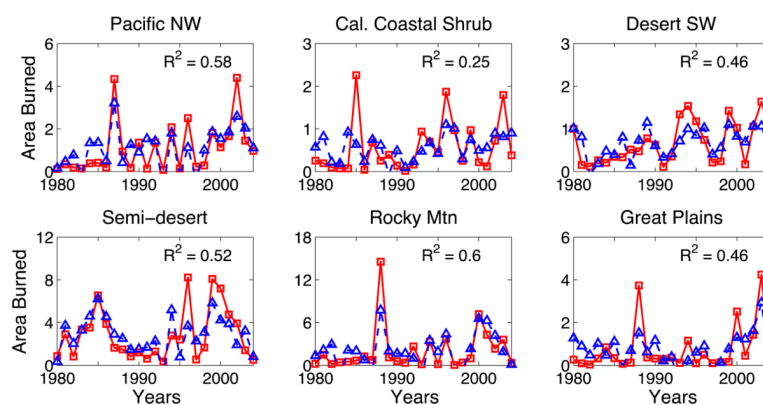 Pacific NW
Cal. Coastal Shrub
Desert SW
Area Burned
6
4
2
0
R² = 0.58
1980
1990
2000
3
2
1
0
R² = 0.25
1980
1990
2000
3
2
1
0
R² = 0.46
1980
1990
2000
Semi-desert
Rocky Mtn
Great Plains
Area Burned
12
8
4
0
R² = 0.52
1980
1990
2000
Years
18
12
6
0
R² = 0.6
1980
1990
2000
Years
6
4
2
0
R² = 0.46
1980
1990
2000
Years